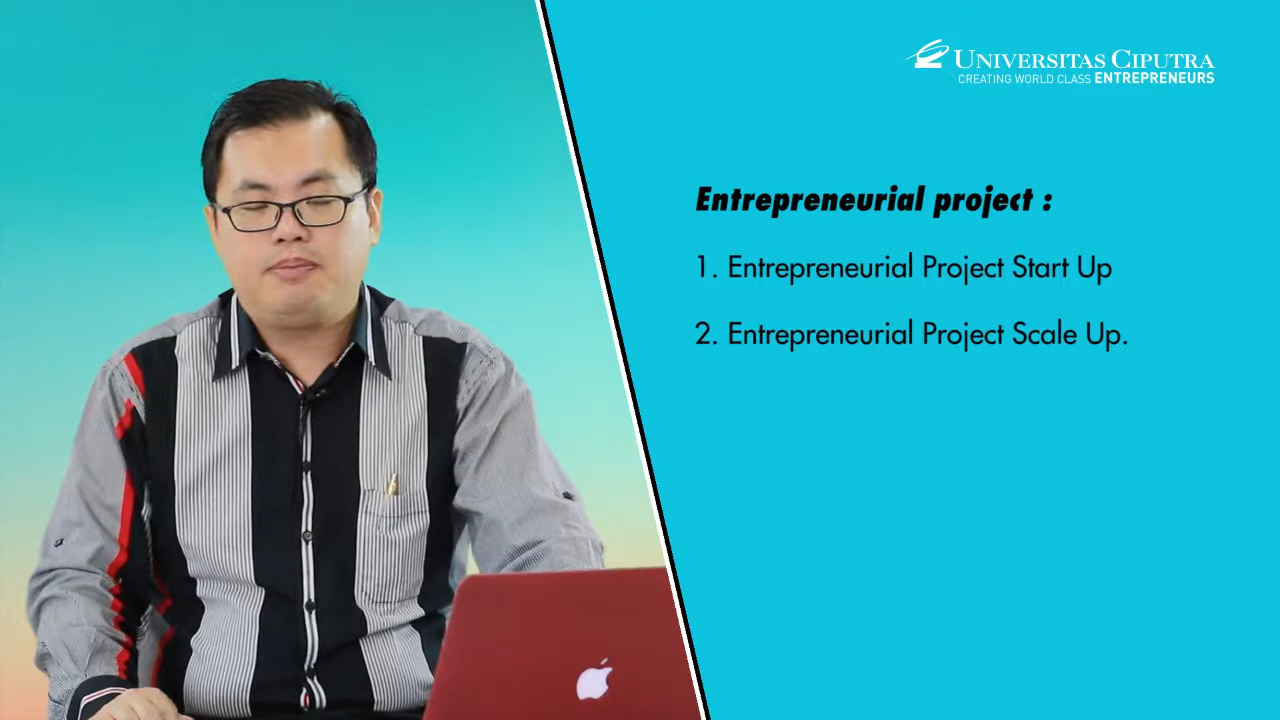 UNIVERSITAS CIPUTRA
CREATING WORLD CLASS ENTREPRENEURS
Entrepreneurial project :
1. Entrepreneurial Project Start Up
2. Entrepreneurial Project Scale Up.